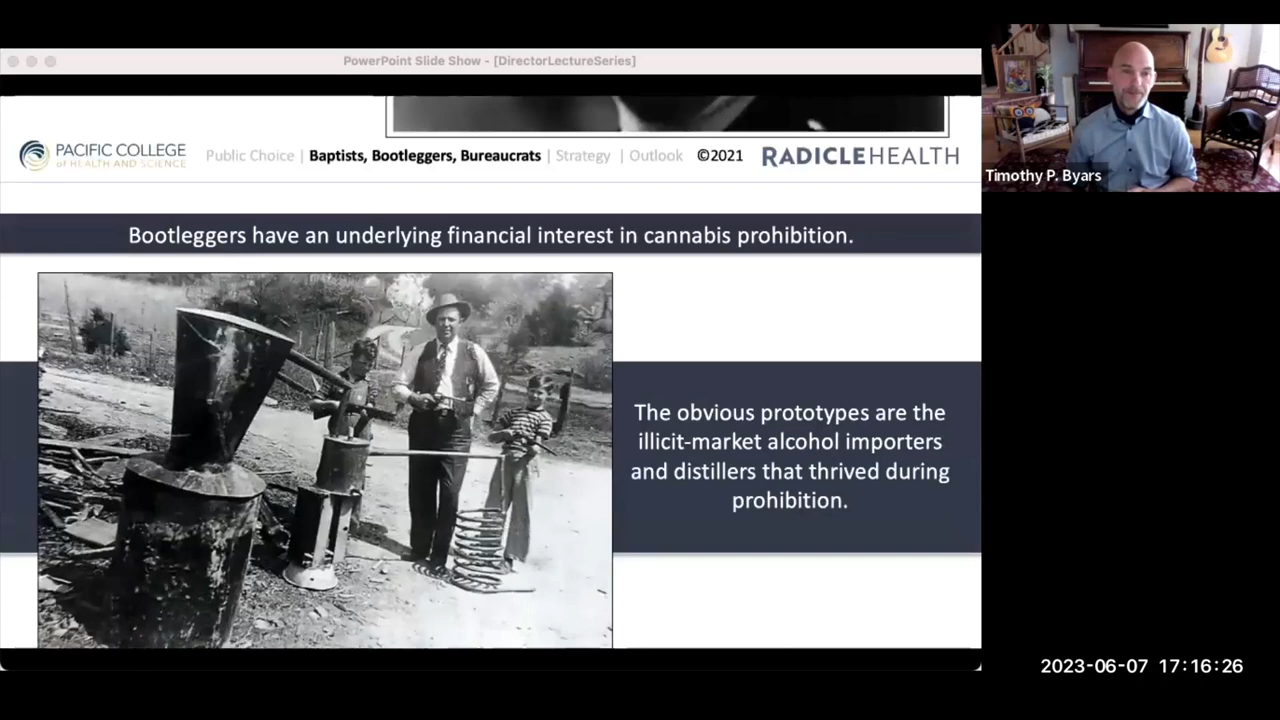 PowerPoint Slide Show - [DirectorLectureSeries]
PACIFIC COLLEGE
of HEALTH AND SCIENCE
Public Choice | Baptists, Bootleggers, Bureaucrats | Strategy | Outlook ©2021 RADICLEHEALTH
Timothy P. Byars
Bootleggers have an underlying financial interest in cannabis prohibition.
The obvious prototypes are the
illicit-market alcohol importers
and distillers that thrived during
prohibition.
2023-06-07 17:16:26